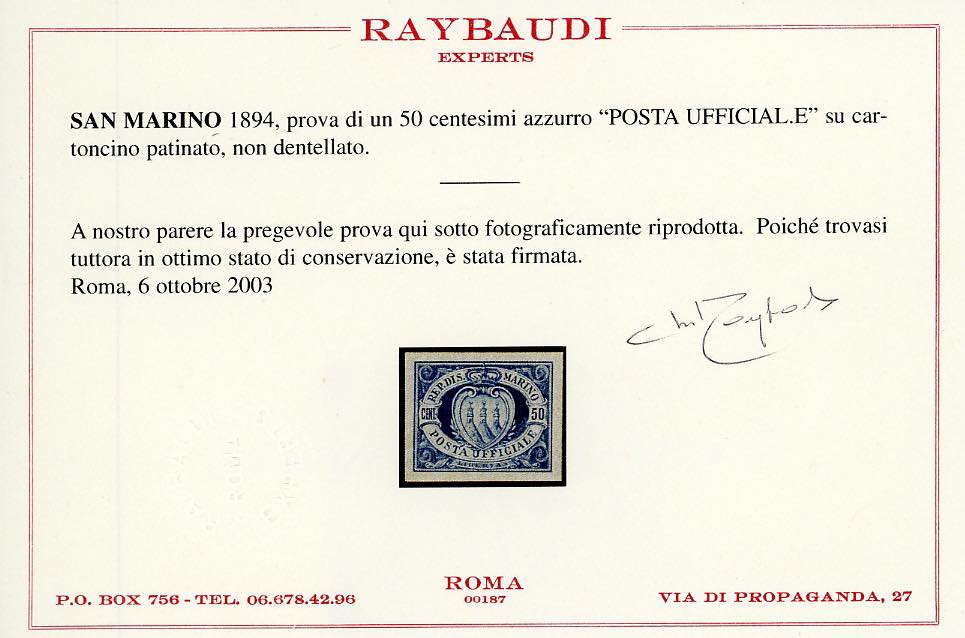 RAYBAUDI
EXPERTS
SAN MARINO 1894, prova di un 50 centesimi azzurro “POSTA UFFICIAL.E” su car-
toncino patinato, non dentellato.
A nostro parere la pregevole prova qui sotto fotograficamente riprodotta. Poiché trovasi
tuttora in ottimo stato di conservazione, è stata firmata.
Roma, 6 ottobre 2003
REP. DI S. MARINO
CENT. 50
POSTA UFFICIALE
LIBERTAS
ROMA
00187
P.O. BOX 756 - TEL. 06.678.42.96
VIA DI PROPAGANDA, 27